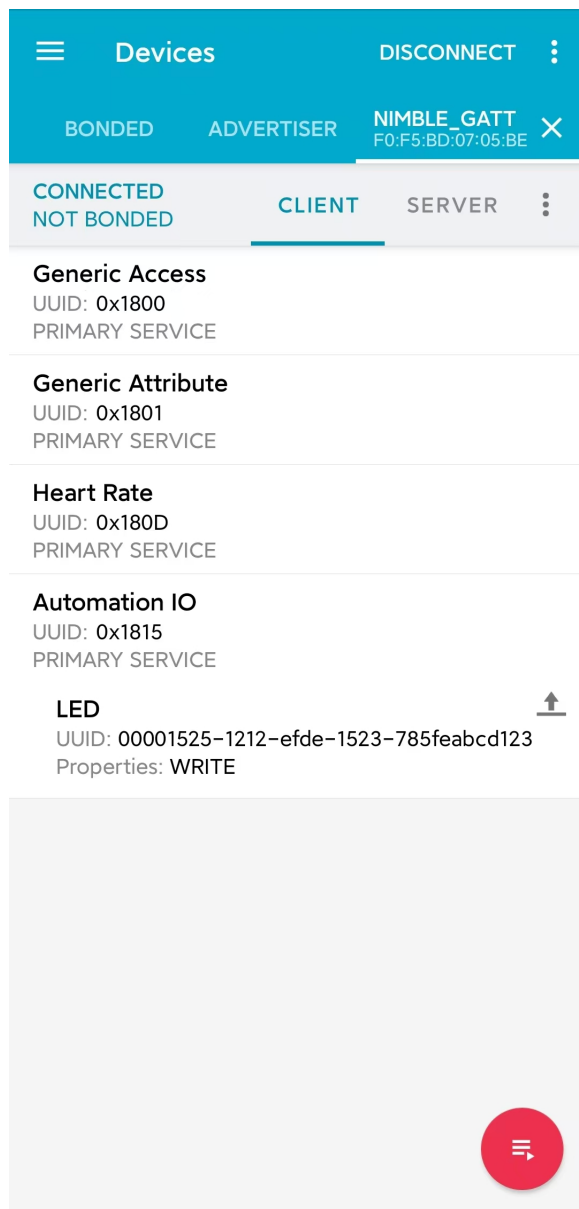 Devices
DISCONNECT
BONDED
ADVERTISER
NIMBLE_GATT
F0:F5:BD:07:05:BE
CONNECTED
NOT BONDED
CLIENT
SERVER
Generic Access
UUID: 0x1800
PRIMARY SERVICE
Generic Attribute
UUID: 0x1801
PRIMARY SERVICE
Heart Rate
UUID: 0x180D
PRIMARY SERVICE
Automation IO
UUID: 0x1815
PRIMARY SERVICE
LED
UUID: 00001525-1212-efde-1523-785feabcd123
Properties: WRITE